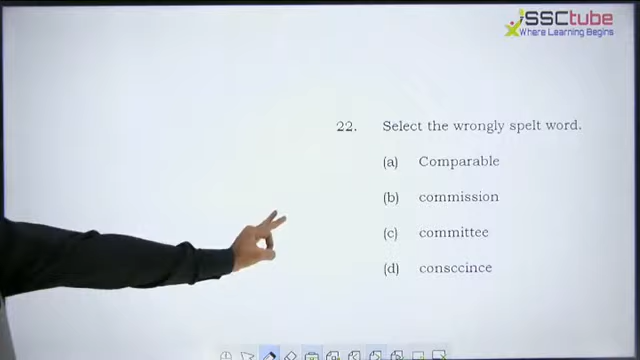 SSCtube
Where Learning Begins
22. Select the wrongly spelt word.
(a) Comparable
(b) commission
(c) committee
(d) consccince